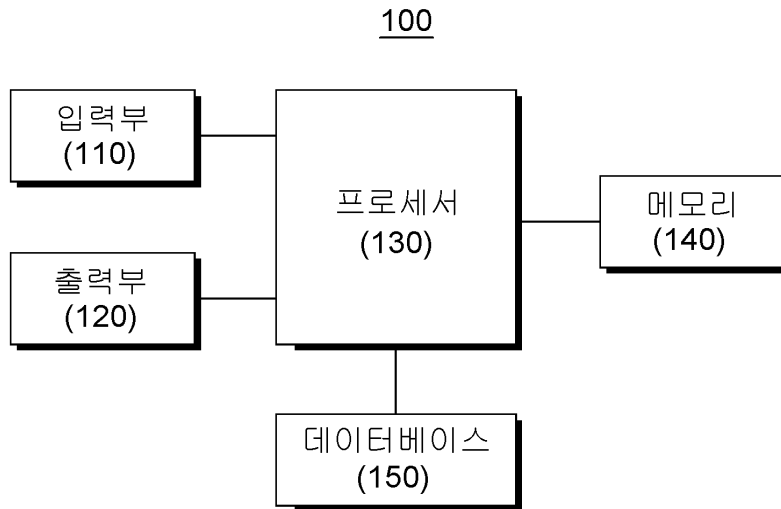 100
입력부
(110)
프로세서
(130)
메모리
(140)
출력부
(120)
데이터베이스
(150)